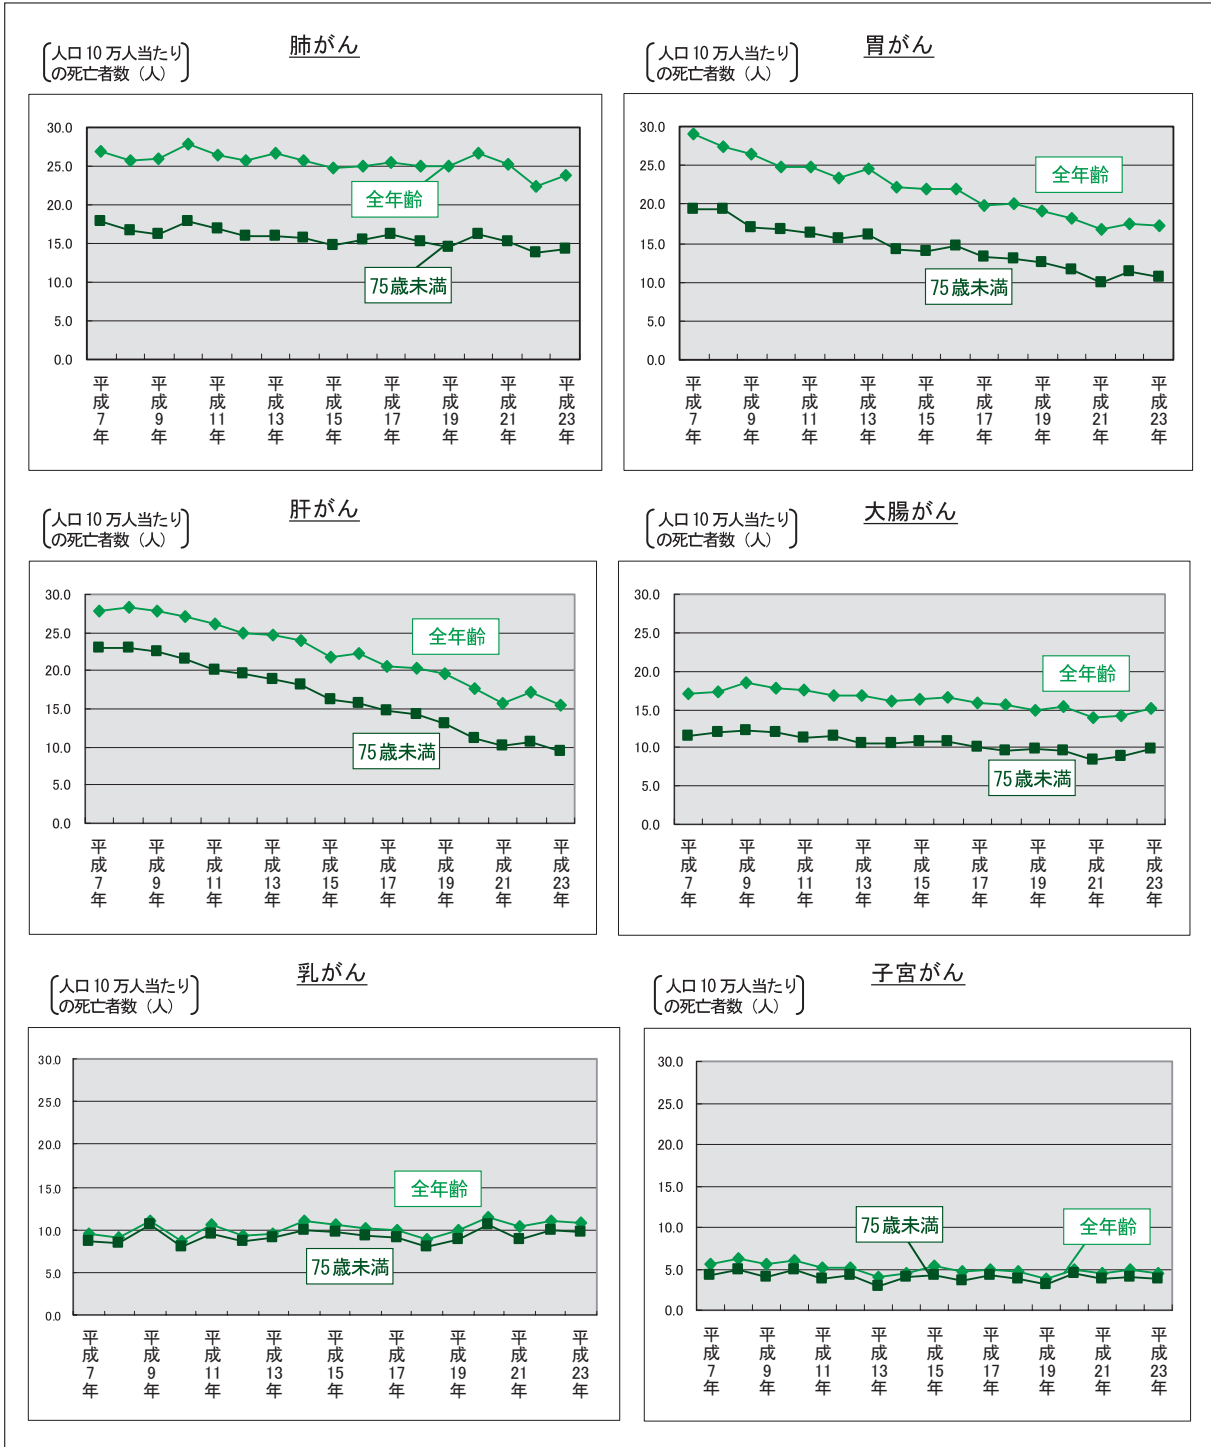 肺がん
人口10万人当たり
の死亡者数（人）
30.0
25.0
20.0
15.0
10.0
5.0
0.0
全年齢
75歳未満
平成7年
平成9年
平成11年
平成13年
平成15年
平成17年
平成19年
平成21年
平成23年
胃がん
人口10万人当たり
の死亡者数（人）
30.0
25.0
20.0
15.0
10.0
5.0
0.0
全年齢
75歳未満
平成7年
平成9年
平成11年
平成13年
平成15年
平成17年
平成19年
平成21年
平成23年
肝がん
人口10万人当たり
の死亡者数（人）
30.0
25.0
20.0
15.0
10.0
5.0
0.0
全年齢
75歳未満
平成7年
平成9年
平成11年
平成13年
平成15年
平成17年
平成19年
平成21年
平成23年
大腸がん
人口10万人当たり
の死亡者数（人）
30.0
25.0
20.0
15.0
10.0
5.0
0.0
全年齢
75歳未満
平成7年
平成9年
平成11年
平成13年
平成15年
平成17年
平成19年
平成21年
平成23年
乳がん
人口10万人当たり
の死亡者数（人）
30.0
25.0
20.0
15.0
10.0
5.0
0.0
全年齢
75歳未満
平成7年
平成9年
平成11年
平成13年
平成15年
平成17年
平成19年
平成21年
平成23年
子宮がん
人口10万人当たり
の死亡者数（人）
30.0
25.0
20.0
15.0
10.0
5.0
0.0
75歳未満
全年齢
平成7年
平成9年
平成11年
平成13年
平成15年
平成17年
平成19年
平成21年
平成23年